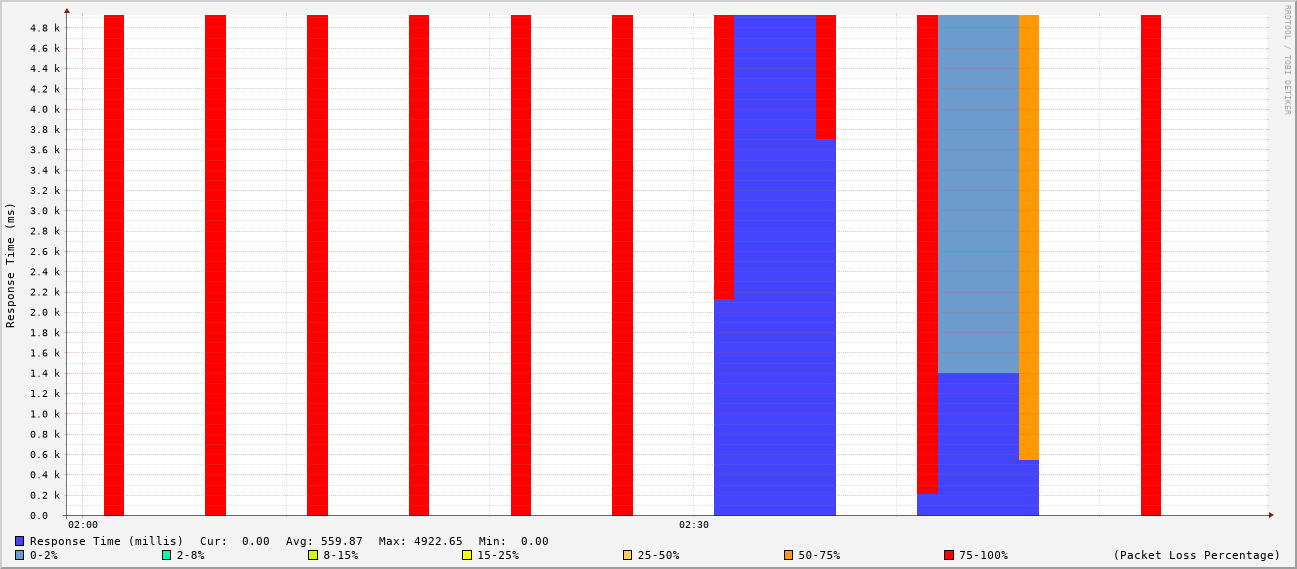 RRDTOOL / TOBI OETIKER
Response Time (ms)
4.8 k
4.6 k
4.4 k
4.2 k
4.0 k
3.8 k
3.6 k
3.4 k
3.2 k
3.0 k
2.8 k
2.6 k
2.4 k
2.2 k
2.0 k
1.8 k
1.6 k
1.4 k
1.2 k
1.0 k
0.8 k
0.6 k
0.4 k
0.2 k
0.0
02:00 02:30
Response Time (millis) Cur: 0.00 Avg: 559.87 Max: 4922.65 Min: 0.00
0-2% 2-8% 8-15% 15-25% 25-50% 50-75% 75-100% (Packet Loss Percentage)